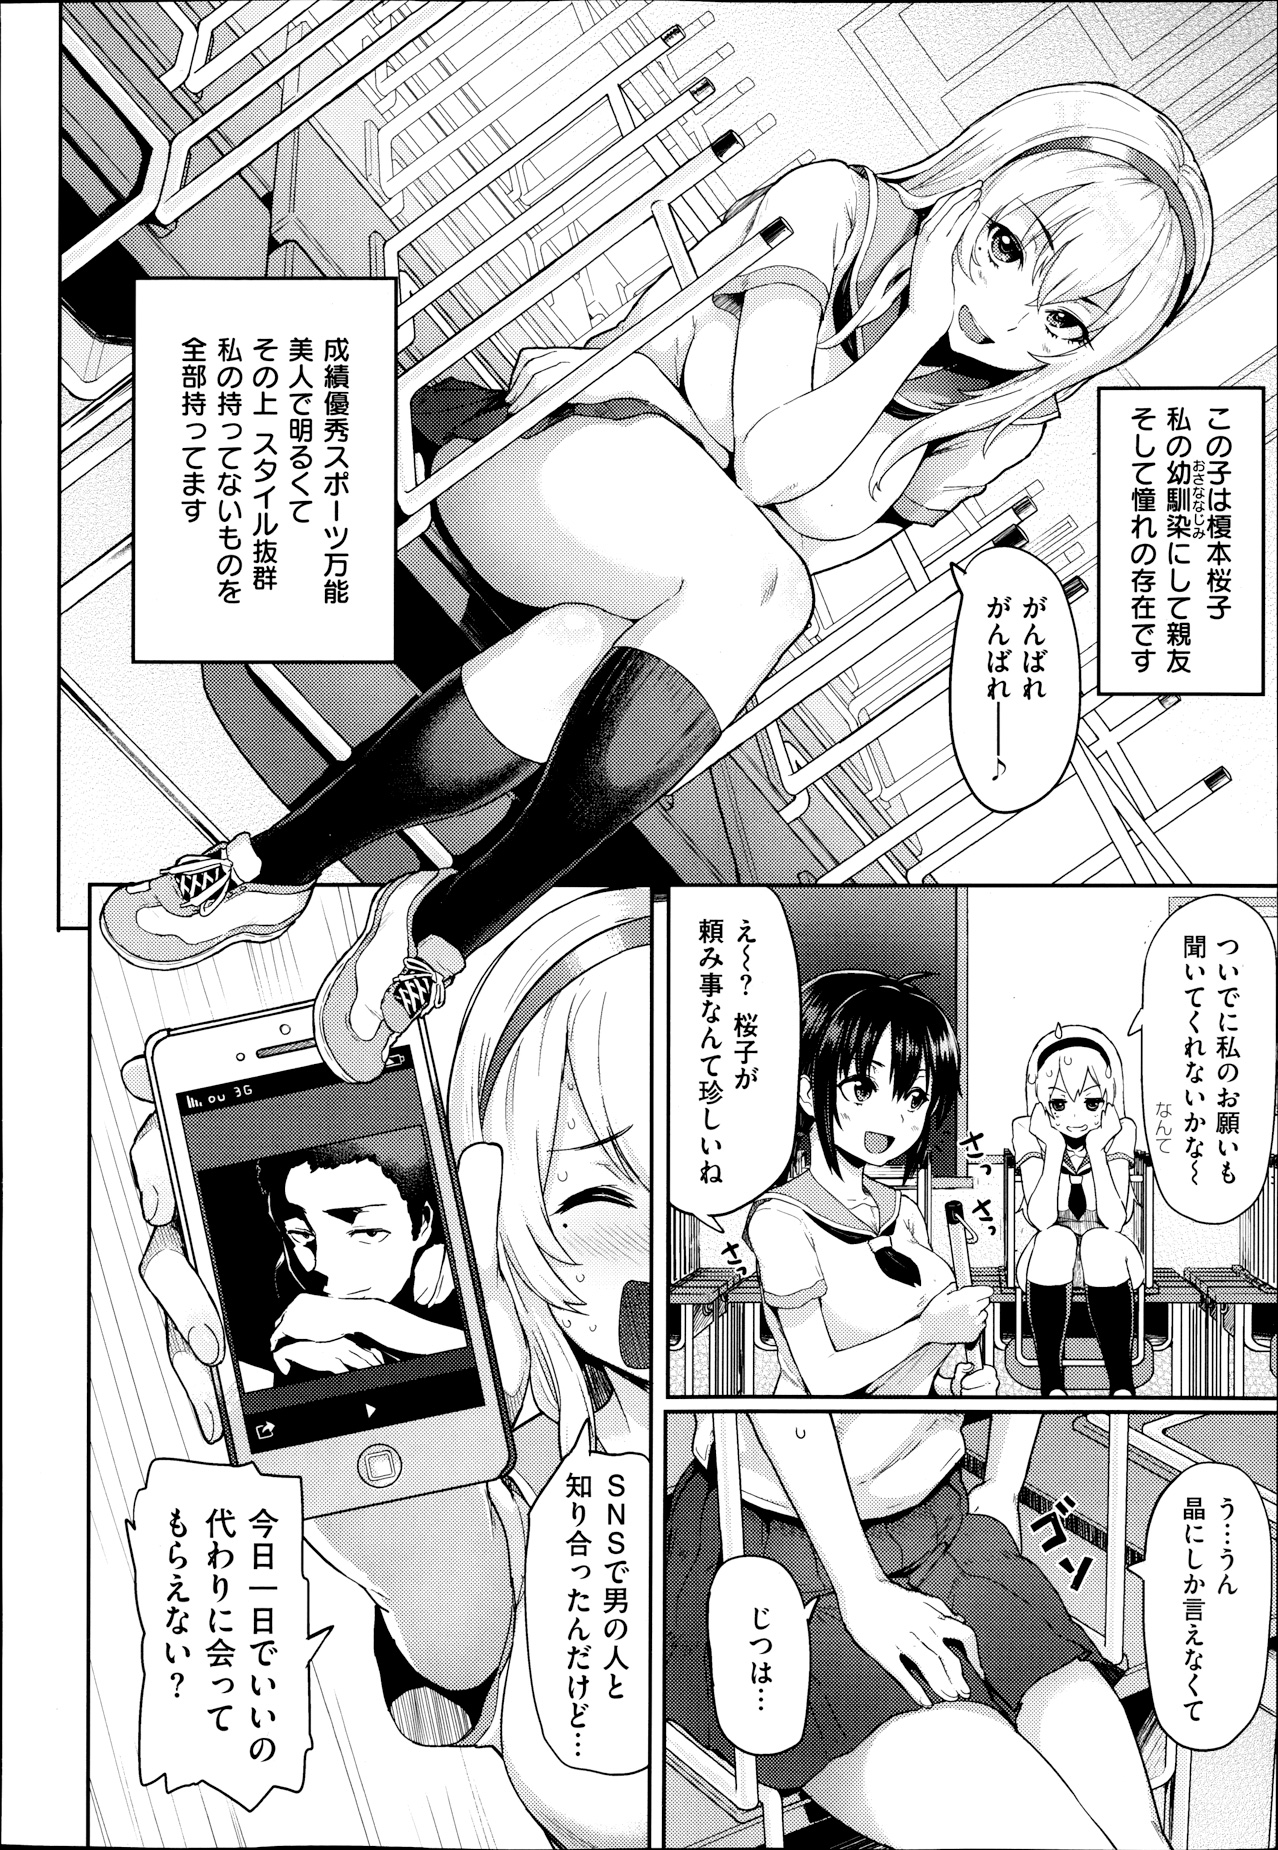 この子は榎本桜子
私の幼馴染にして親友
おさななじみ
そして憧れの存在です
がんばれ
がんばれ――♪
成績優秀スポーツ万能
美人で明るくて
その上 スタイル抜群
私の持ってないものを
全部持ってます
ついでに私のお願いも
聞いてくれないかな～
なんて
え～？ 桜子が
頼み事なんて珍しいね
さっ
さっ
さっ
う…うん
晶にしか言えなくて
ゴソ
じつは…
SNSで男の人と
知り合ったんだけど…
ou 3G
今日一日でいいの
代わりに会って
もらえない？